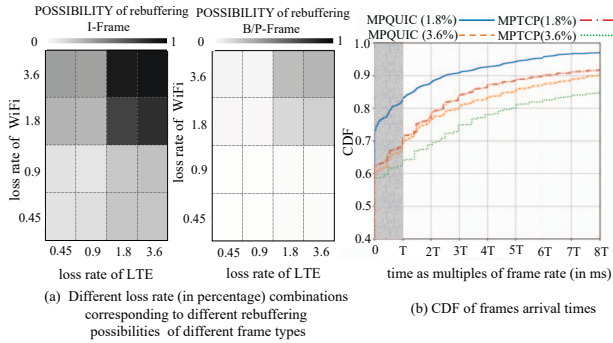 POSSIBILITY of rebuffering
I-Frame
0 1
3.6
1.8
0.9
0.45
loss rate of WiFi
0.45 0.9 1.8 3.6
loss rate of LTE
POSSIBILITY of rebuffering
B/P-Frame
0 1
3.6
1.8
0.9
0.45
loss rate of WiFi
0.45 0.9 1.8 3.6
loss rate of LTE
(a) Different loss rate (in percentage) combinations
corresponding to different rebuffering
possibilities of different frame types
MPQUIC (1.8%) MPTCP(1.8%)
MPQUIC (3.6%) MPTCP(3.6%)
1.0
0.9
0.8
0.7
0.6
0.5
0.4
CDF
0 T 2T 3T 4T 5T 6T 7T 8T
time as multiples of frame rate (in ms)
(b) CDF of frames arrival times